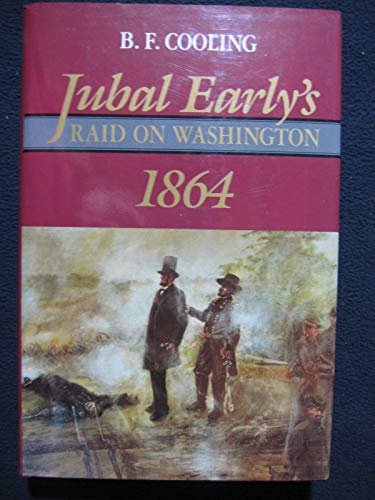 B. F. COOLING
Jubal Early's
RAID ON WASHINGTON
1864